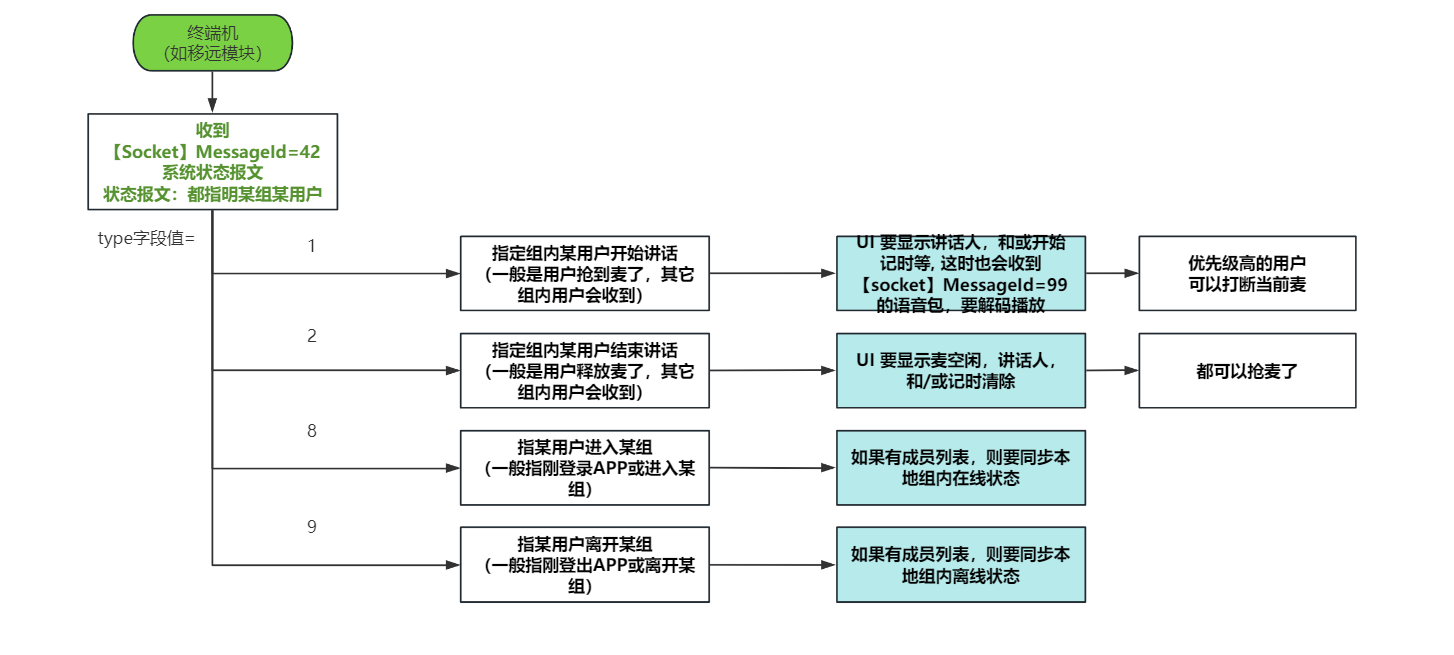 终端机
（如移远模块）
收到
【Socket】MessageId=42
系统状态报文
状态报文：都指明某组某用户
type字段值=
1
指定组内某用户开始讲话
（一般是用户抢到麦了，其它
组内用户会收到）
UI 要显示讲话人，和或开始
记时等, 这时也会收到
【socket】MessageId=99
的语音包，要解码播放
优先级高的用户
可以打断当前麦
2
指定组内某用户结束讲话
（一般是用户释放麦了，其它
组内用户会收到）
UI 要显示麦空闲，讲话人，
和/或记时清除
都可以抢麦了
8
指某用户进入某组
（一般指刚登录APP或进入某
组）
如果有成员列表，则要同步本
地组内在线状态
9
指某用户离开某组
（一般指刚登出APP或离开某
组）
如果有成员列表，则要同步本
地组内离线状态